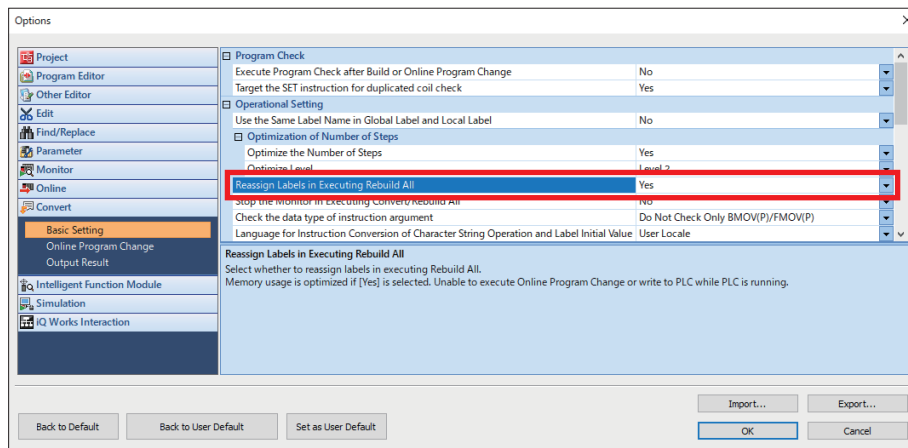 Options
Project
Program Editor
Other Editor
Edit
Find/Replace
Parameter
Monitor
Online
Convert
Basic Setting
Online Program Change
Output Result
Intelligent Function Module
Simulation
iQ Works Interaction
Program Check
Execute Program Check after Build or Online Program Change No
Target the SET instruction for duplicated coil check Yes
Operational Setting
Use the Same Label Name in Global Label and Local Label No
Optimization of Number of Steps
Optimize the Number of Steps Yes
Optimize Level Level 2
Reassign Labels in Executing Rebuild All Yes
Stop the Monitor in Executing Convert/Rebuild All No
Check the data type of instruction argument Do Not Check Only BMOV(P)/FMOV(P)
Language for Instruction Conversion of Character String Operation and Label Initial Value User Locale
Reassign Labels in Executing Rebuild All
Select whether to reassign labels in executing Rebuild All.
Memory usage is optimized if [Yes] is selected. Unable to execute Online Program Change or write to PLC while PLC is running.
Import... Export...
Back to Default Back to User Default Set as User Default OK Cancel